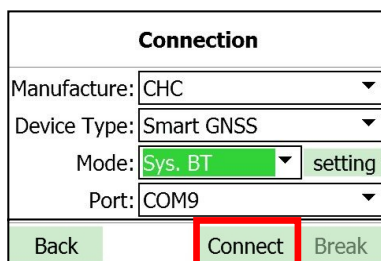 Connection
Manufacture: CHC
Device Type: Smart GNSS
Mode: Sys. BT setting
Port: COM9
Back Connect Break